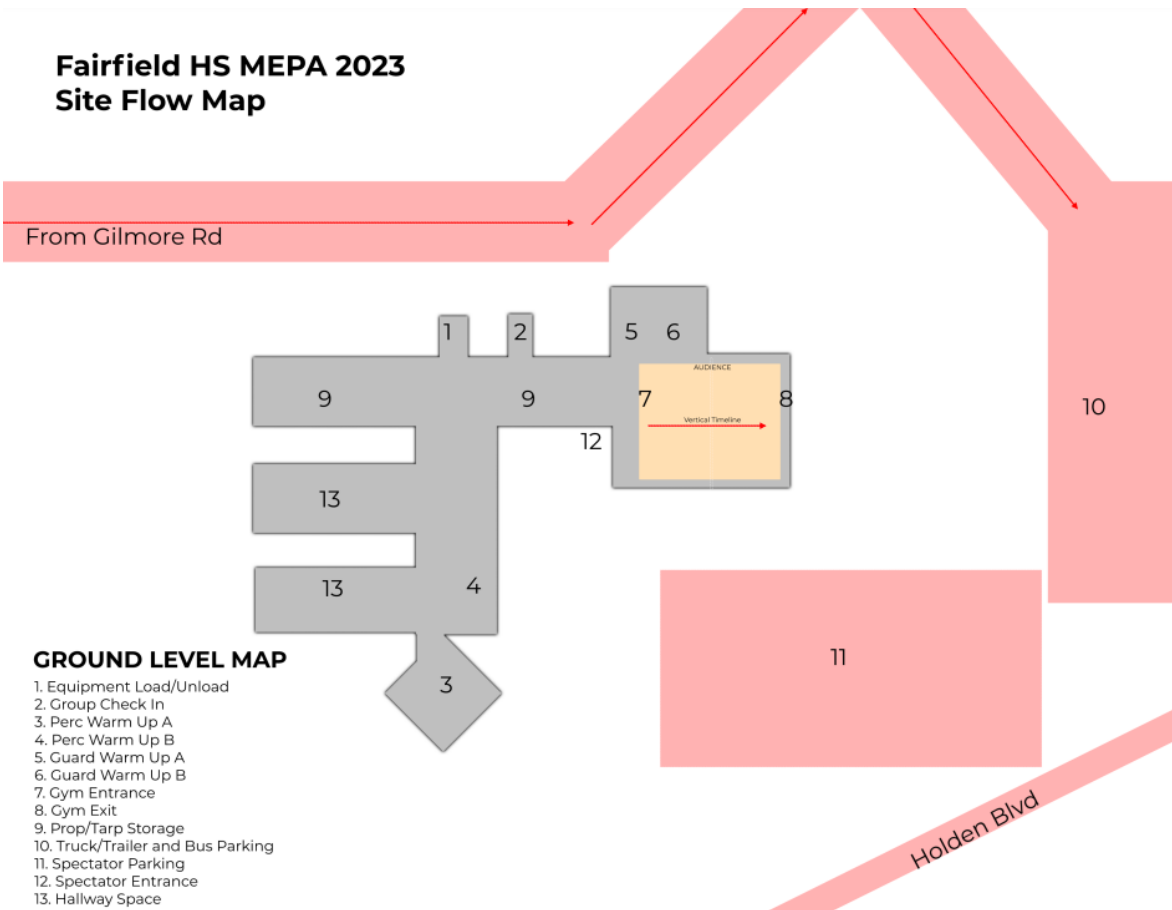 Fairfield HS MEPA 2023
Site Flow Map
From Gilmore Rd
1
2
5
6
AUDIENCE
9
9
7
8
10
Vertical Timeline
12
13
13
4
3
11
Holden Blvd
GROUND LEVEL MAP
1. Equipment Load/Unload
2. Group Check In
3. Perc Warm Up A
4. Perc Warm Up B
5. Guard Warm Up A
6. Guard Warm Up B
7. Gym Entrance
8. Gym Exit
9. Prop/Tarp Storage
10. Truck/Trailer and Bus Parking
11. Spectator Parking
12. Spectator Entrance
13. Hallway Space